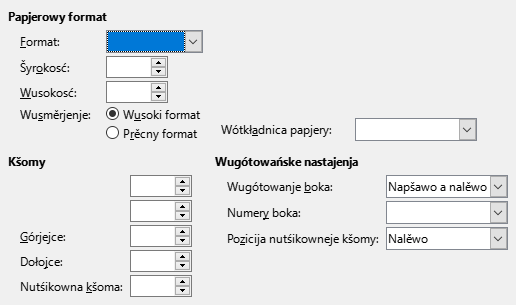 Papjerowy format
Format:
Šyrokosć:
Wusokosć:
Wusměrjenje: Wusoki format
Prěcny format Wótkładnica papjery:
Kšomy Wugótowańske nastajenja
Wugótowanje boka: Napšawo a nalěwo
Numery boka:
Górjejce: Pozicija nutśikowneje kšomy: Nalěwo
Dołojce:
Nutśikowna kšoma: